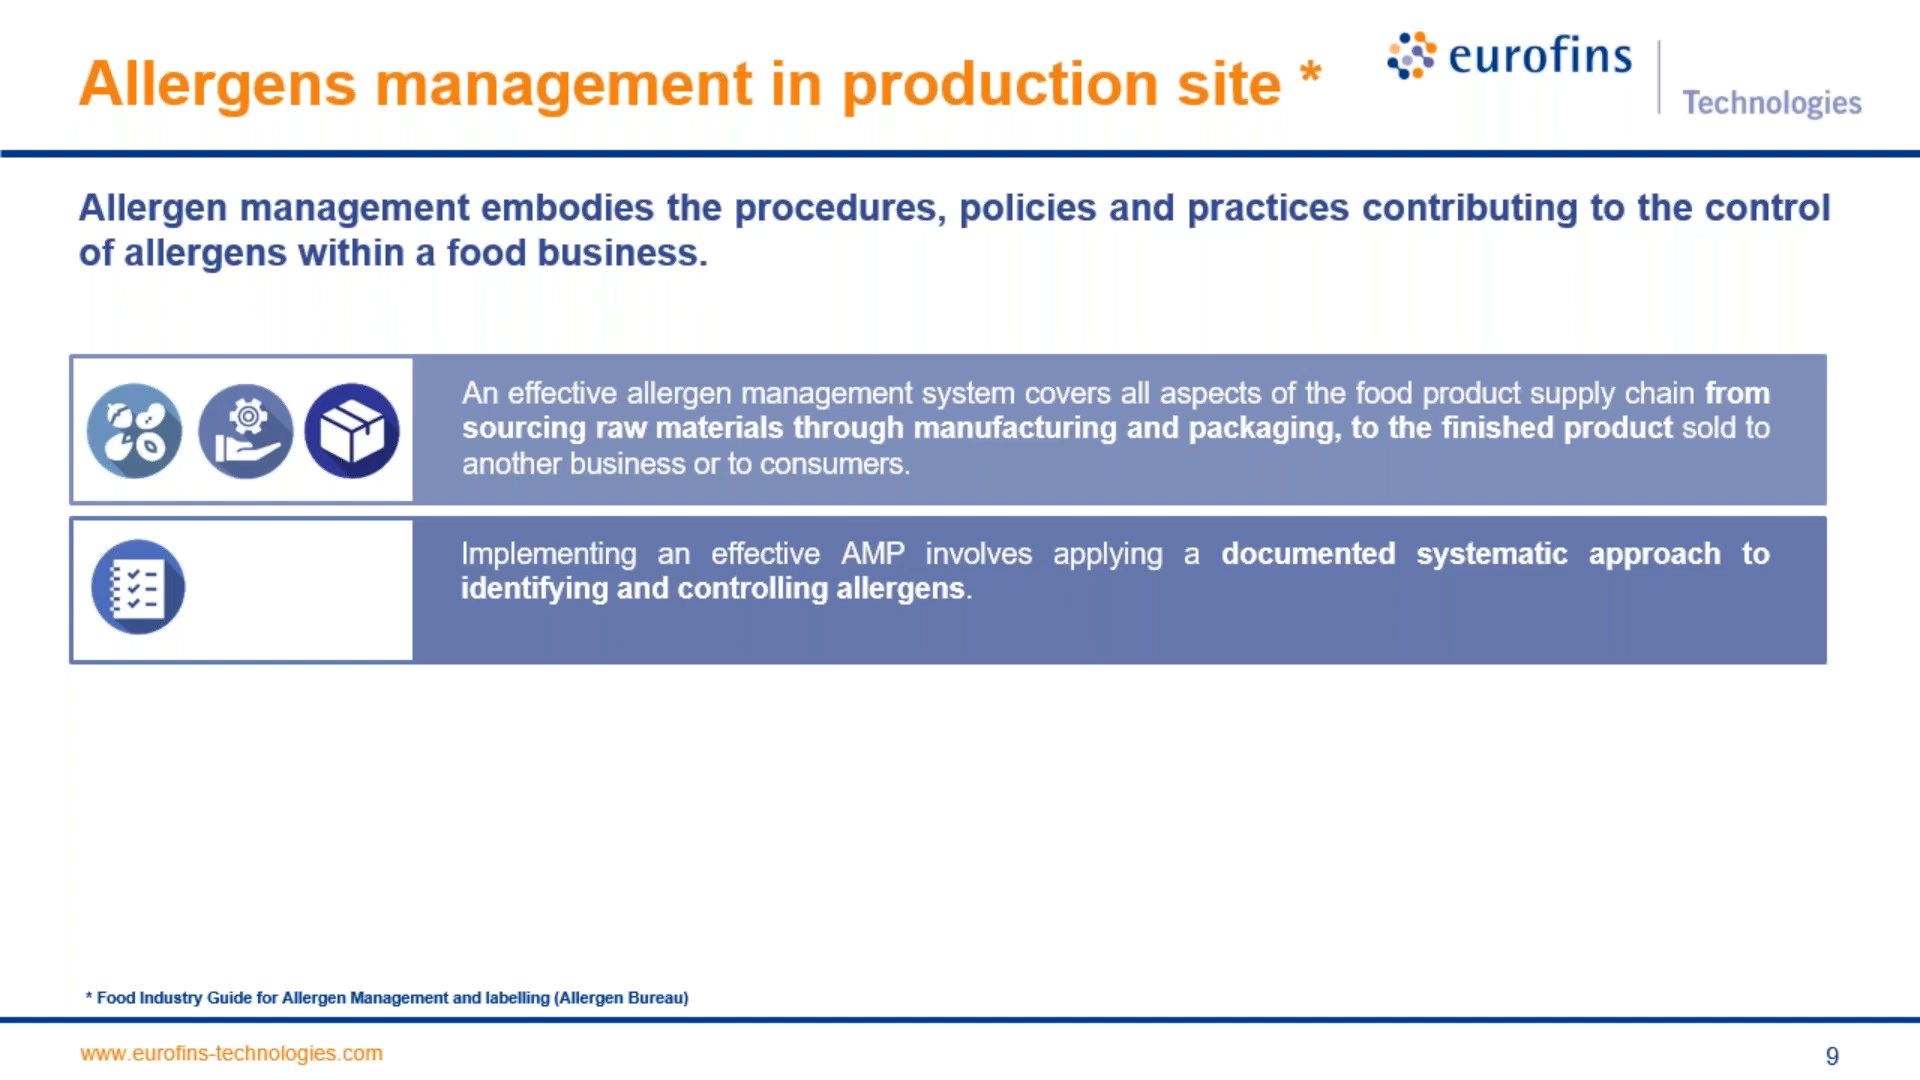 Allergens management in production site *
eurofins
Technologies
Allergen management embodies the procedures, policies and practices contributing to the control
of allergens within a food business.
An effective allergen management system covers all aspects of the food product supply chain from
sourcing raw materials through manufacturing and packaging, to the finished product sold to
another business or to consumers.
Implementing an effective AMP involves applying a documented systematic approach to
identifying and controlling allergens.
* Food Industry Guide for Allergen Management and labelling (Allergen Bureau)
www.eurofins-technologies.com
9